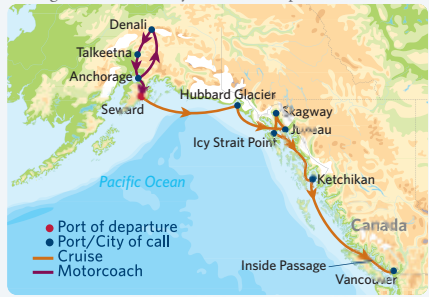 Denali
Talkeetna
Anchorage
Seward
Hubbard Glacier
Skagway
Juneau
Icy Strait Point
Ketchikan
Pacific Ocean
Canada
Inside Passage
Vancouver
Port of departure
Port/City of call
Cruise
Motorcoach